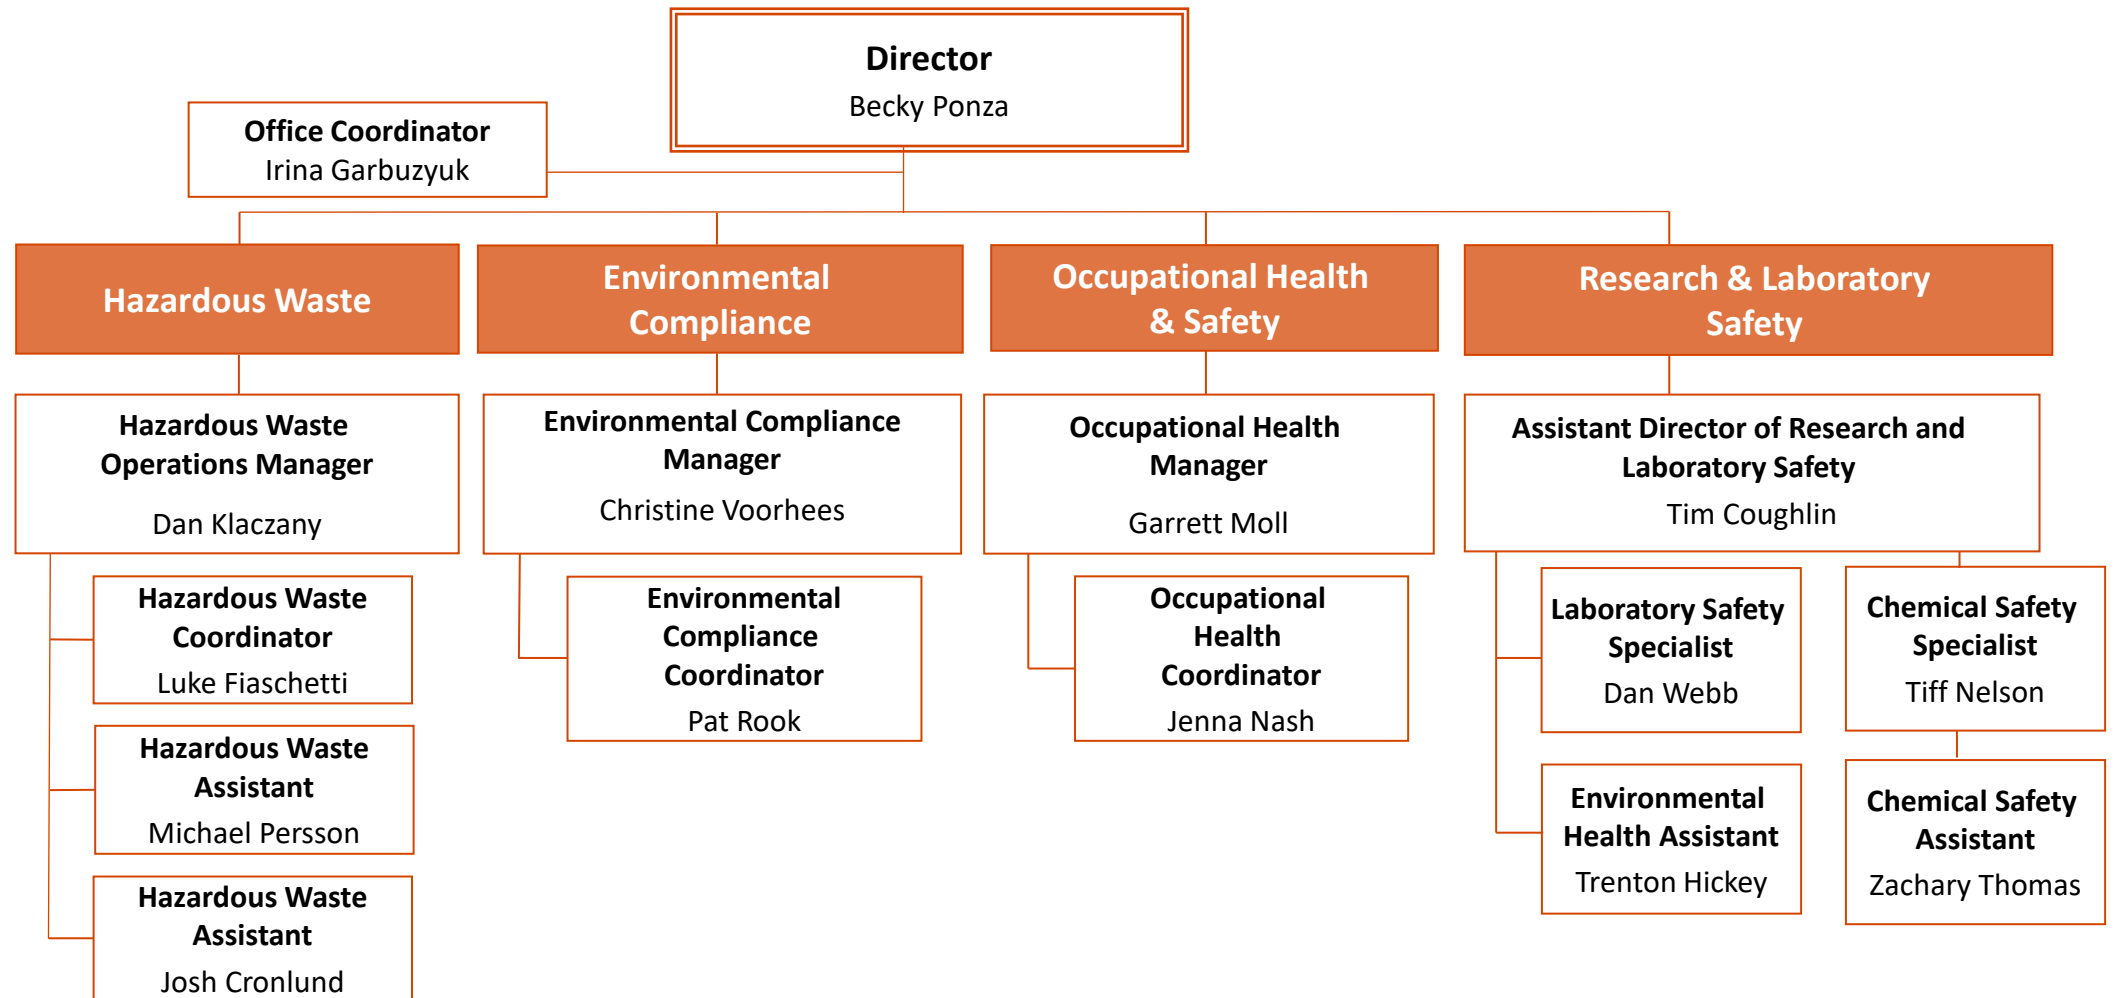 Director
Becky Ponza
Office Coordinator
Irina Garbuzyuk
Hazardous Waste
Environmental
Compliance
Occupational Health
& Safety
Research & Laboratory
Safety
Hazardous Waste
Operations Manager
Dan Klaczany
Environmental Compliance
Manager
Christine Voorhees
Occupational Health
Manager
Garrett Moll
Assistant Director of Research and
Laboratory Safety
Tim Coughlin
Hazardous Waste
Coordinator
Luke Fiaschetti
Hazardous Waste
Assistant
Michael Persson
Hazardous Waste
Assistant
Josh Cronlund
Environmental
Compliance
Coordinator
Pat Rook
Occupational
Health
Coordinator
Jenna Nash
Laboratory Safety
Specialist
Dan Webb
Environmental
Health Assistant
Trenton Hickey
Chemical Safety
Specialist
Tiff Nelson
Chemical Safety
Assistant
Zachary Thomas